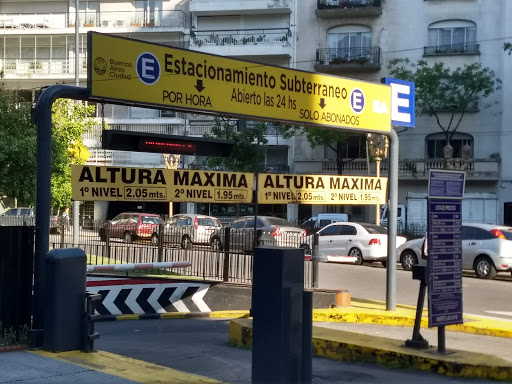 Buenos Aires Ciudad
E Estacionamiento Subterraneo E
POR HORA Abierto las 24 hs SOLO ABONADOS
BA E
ALTURA MAXIMA
1º NIVEL 2.05 mts. 2º NIVEL 1.95 mts.
ALTURA MAXIMA
1º NIVEL 2.05 mts. 2º NIVEL 1.95 mts.